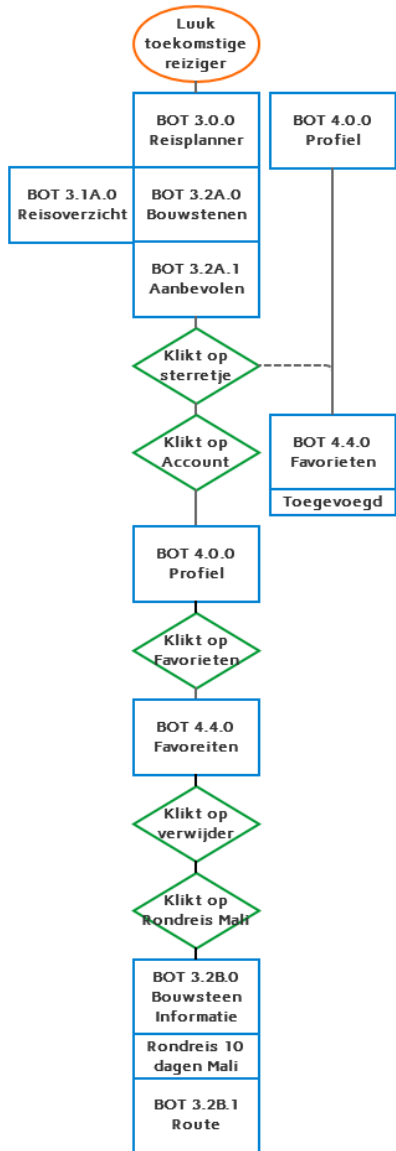 Luuk
toekomstige
reiziger
BOT 3.0.0
Reisplanner
BOT 4.0.0
Profiel
BOT 3.1A.0
Reisoverzicht
BOT 3.2A.0
Bouwstenen
BOT 3.2A.1
Aanbevolen
Klikt op
sterretje
Klikt op
Account
BOT 4.4.0
Favorieten
Toegevoegd
BOT 4.0.0
Profiel
Klikt op
Favorieten
BOT 4.4.0
Favoreiten
Klikt op
verwijder
Klikt op
Rondreis Mali
BOT 3.2B.0
Bouwsteen
Informatie
Rondreis 10
dagen Mali
BOT 3.2B.1
Route